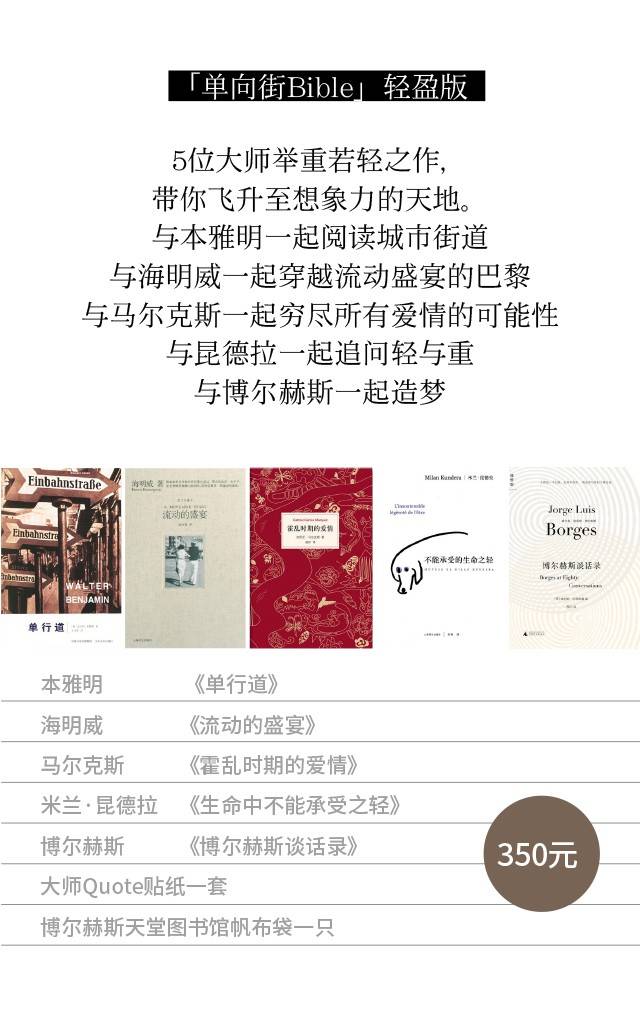 「单向街Bible」轻盈版
5位大师举重若轻之作,
带你飞升至想象力的天地。
与本雅明一起阅读城市街道
与海明威一起穿越流动盛宴的巴黎
与马尔克斯一起穷尽所有爱情的可能性
与昆德拉一起追问轻与重
与博尔赫斯一起造梦
Einbahnstraße
Einbahnstra
Einbahnstra
WALTER
BENJAMIN
单行道
海明威 著
A MOVEABLE FEAST
流动的盛宴
Gabriel García Márquez
霍乱时期的爱情
Milan Kundera | 米兰·昆德拉
L'insoutenable
légèreté de l'être
不能承受的生命之轻
Jorge Luis
Borges
博尔赫斯谈话录
Borges at Eighty
Conversations
本雅明 《单行道》
海明威 《流动的盛宴》
马尔克斯 《霍乱时期的爱情》
米兰·昆德拉 《生命中不能承受之轻》
博尔赫斯 《博尔赫斯谈话录》
350元
大师Quote贴纸一套
博尔赫斯天堂图书馆帆布袋一只